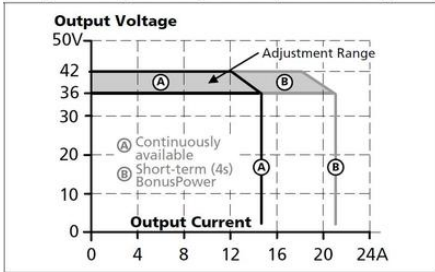 Output Voltage
50V
42
36
30
20
10
0
Adjustment Range
A
B
A Continuously
available
B Short-term (4s)
BonusPower
A
B
Output Current
0 4 8 12 16 20 24A